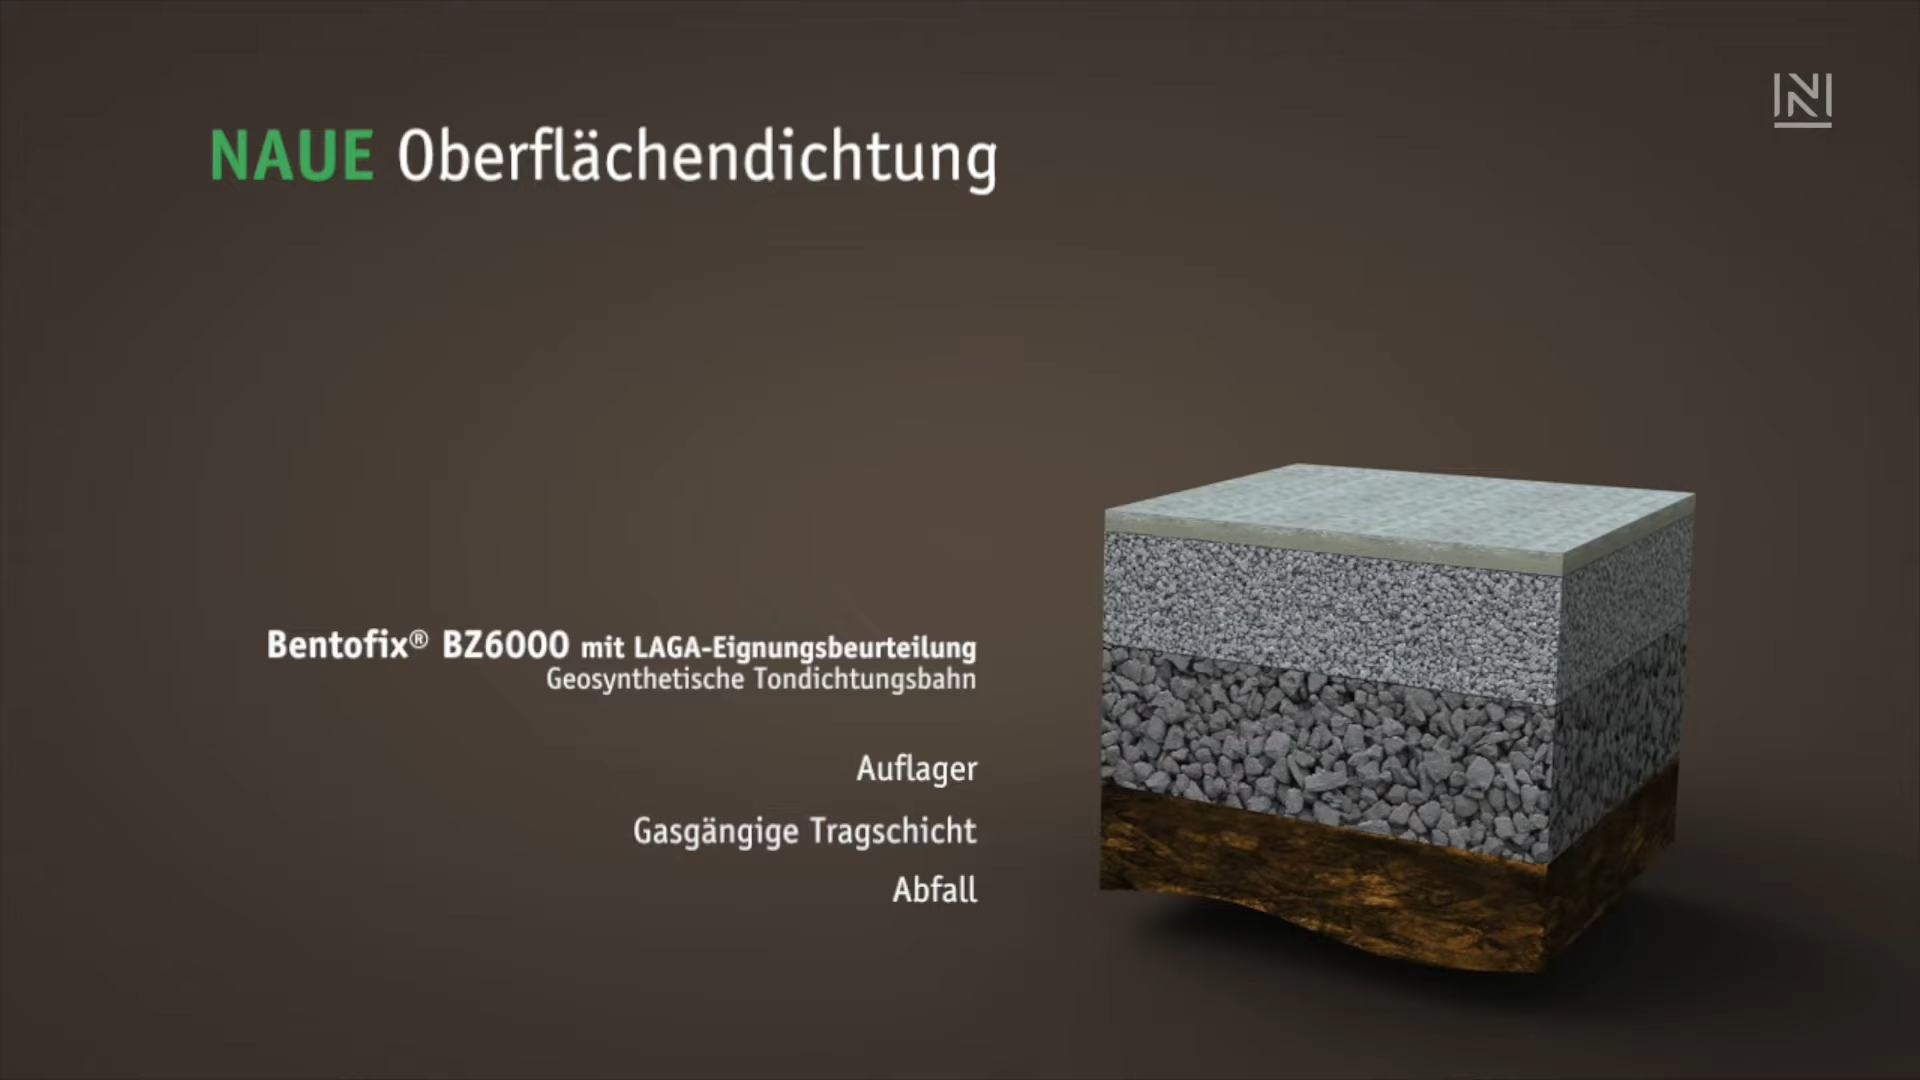 NAUE Oberflächendichtung
Bentofix® BZ6000 mit LAGA-Eignungsbeurteilung
Geosynthetische Tondichtungsbahn
Auflager
Gasgängige Tragschicht
Abfall